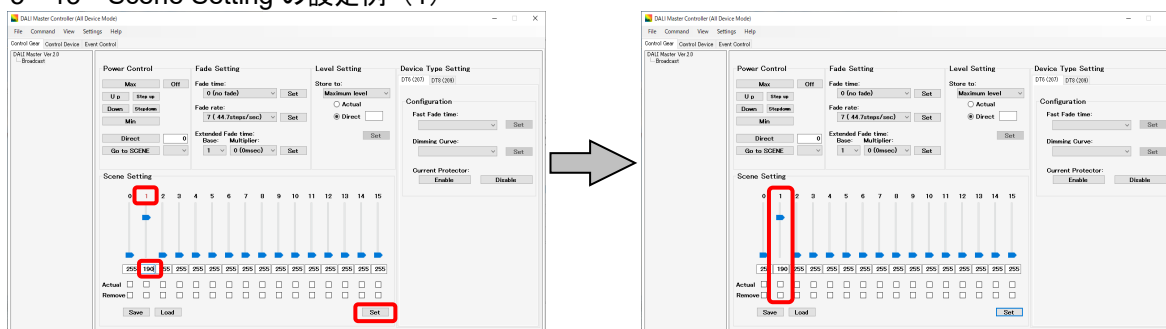 Scene Setting の設定例 (1)
DALI Master Controller (All Device Mode)
File Command View Settings Help
Control Gear Control Device Event Control
DALI Master Ver.2.0
Broadcast
Power Control
Max Off
Up Step up
Down Stepdown
Min
Direct 0
Go to SCENE
Fade Setting
Fade time:
0 (no fade) Set
Fade rate:
7 ( 44.7steps/sec) Set
Extended Fade time:
Base: Multiplier:
1 0 (0msec) Set
Level Setting
Store to:
Maximum level
Actual
Direct
Set
Device Type Setting
DT6 (207) DT8 (209)
Configuration
Fast Fade time:
Set
Dimming Curve:
Set
Current Protector:
Enable Disable
Scene Setting
0 1 2 3 4 5 6 7 8 9 10 11 12 13 14 15
255 190 255 255 255 255 255 255 255 255 255 255 255 255 255
Actual
Remove
Save Load Set
DALI Master Controller (All Device Mode)
File Command View Settings Help
Control Gear Control Device Event Control
DALI Master Ver.2.0
Broadcast
Power Control
Max Off
Up Step up
Down Stepdown
Min
Direct 0
Go to SCENE
Fade Setting
Fade time:
0 (no fade) Set
Fade rate:
7 ( 44.7steps/sec) Set
Extended Fade time:
Base: Multiplier:
1 0 (0msec) Set
Level Setting
Store to:
Maximum level
Actual
Direct
Set
Device Type Setting
DT6 (207) DT8 (209)
Configuration
Fast Fade time:
Set
Dimming Curve:
Set
Current Protector:
Enable Disable
Scene Setting
0 1 2 3 4 5 6 7 8 9 10 11 12 13 14 15
190 255 255 255 255 255 255 255 255 255 255 255 255 255 255
Actual
Remove
Save Load Set